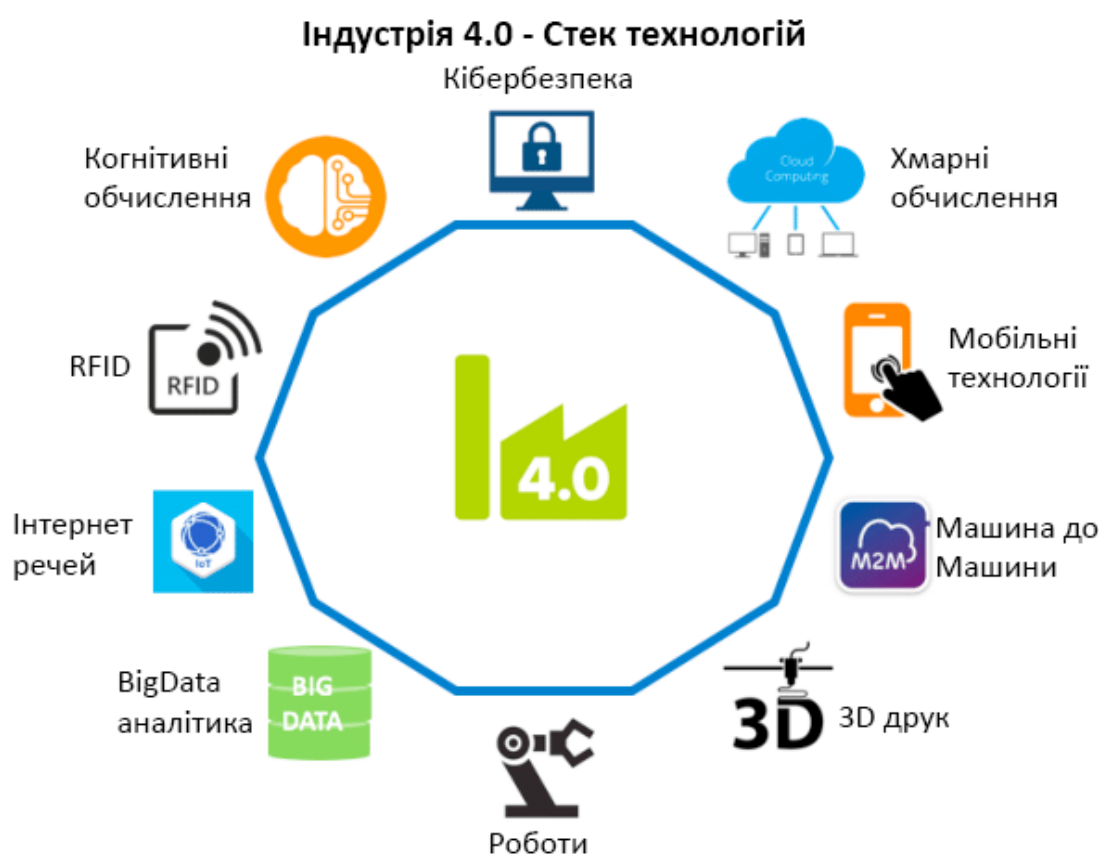 Індустрія 4.0 - Стек технологій
Кібербезпека
Когнітивні
обчислення
Cloud
Computing
Хмарні
обчислення
RFID
RFID
Мобільні
технології
4.0
Інтернет
речей
IoT
M2M
Машина до
Машини
BigData
аналітика
BIG
DATA
3D
3D друк
Роботи